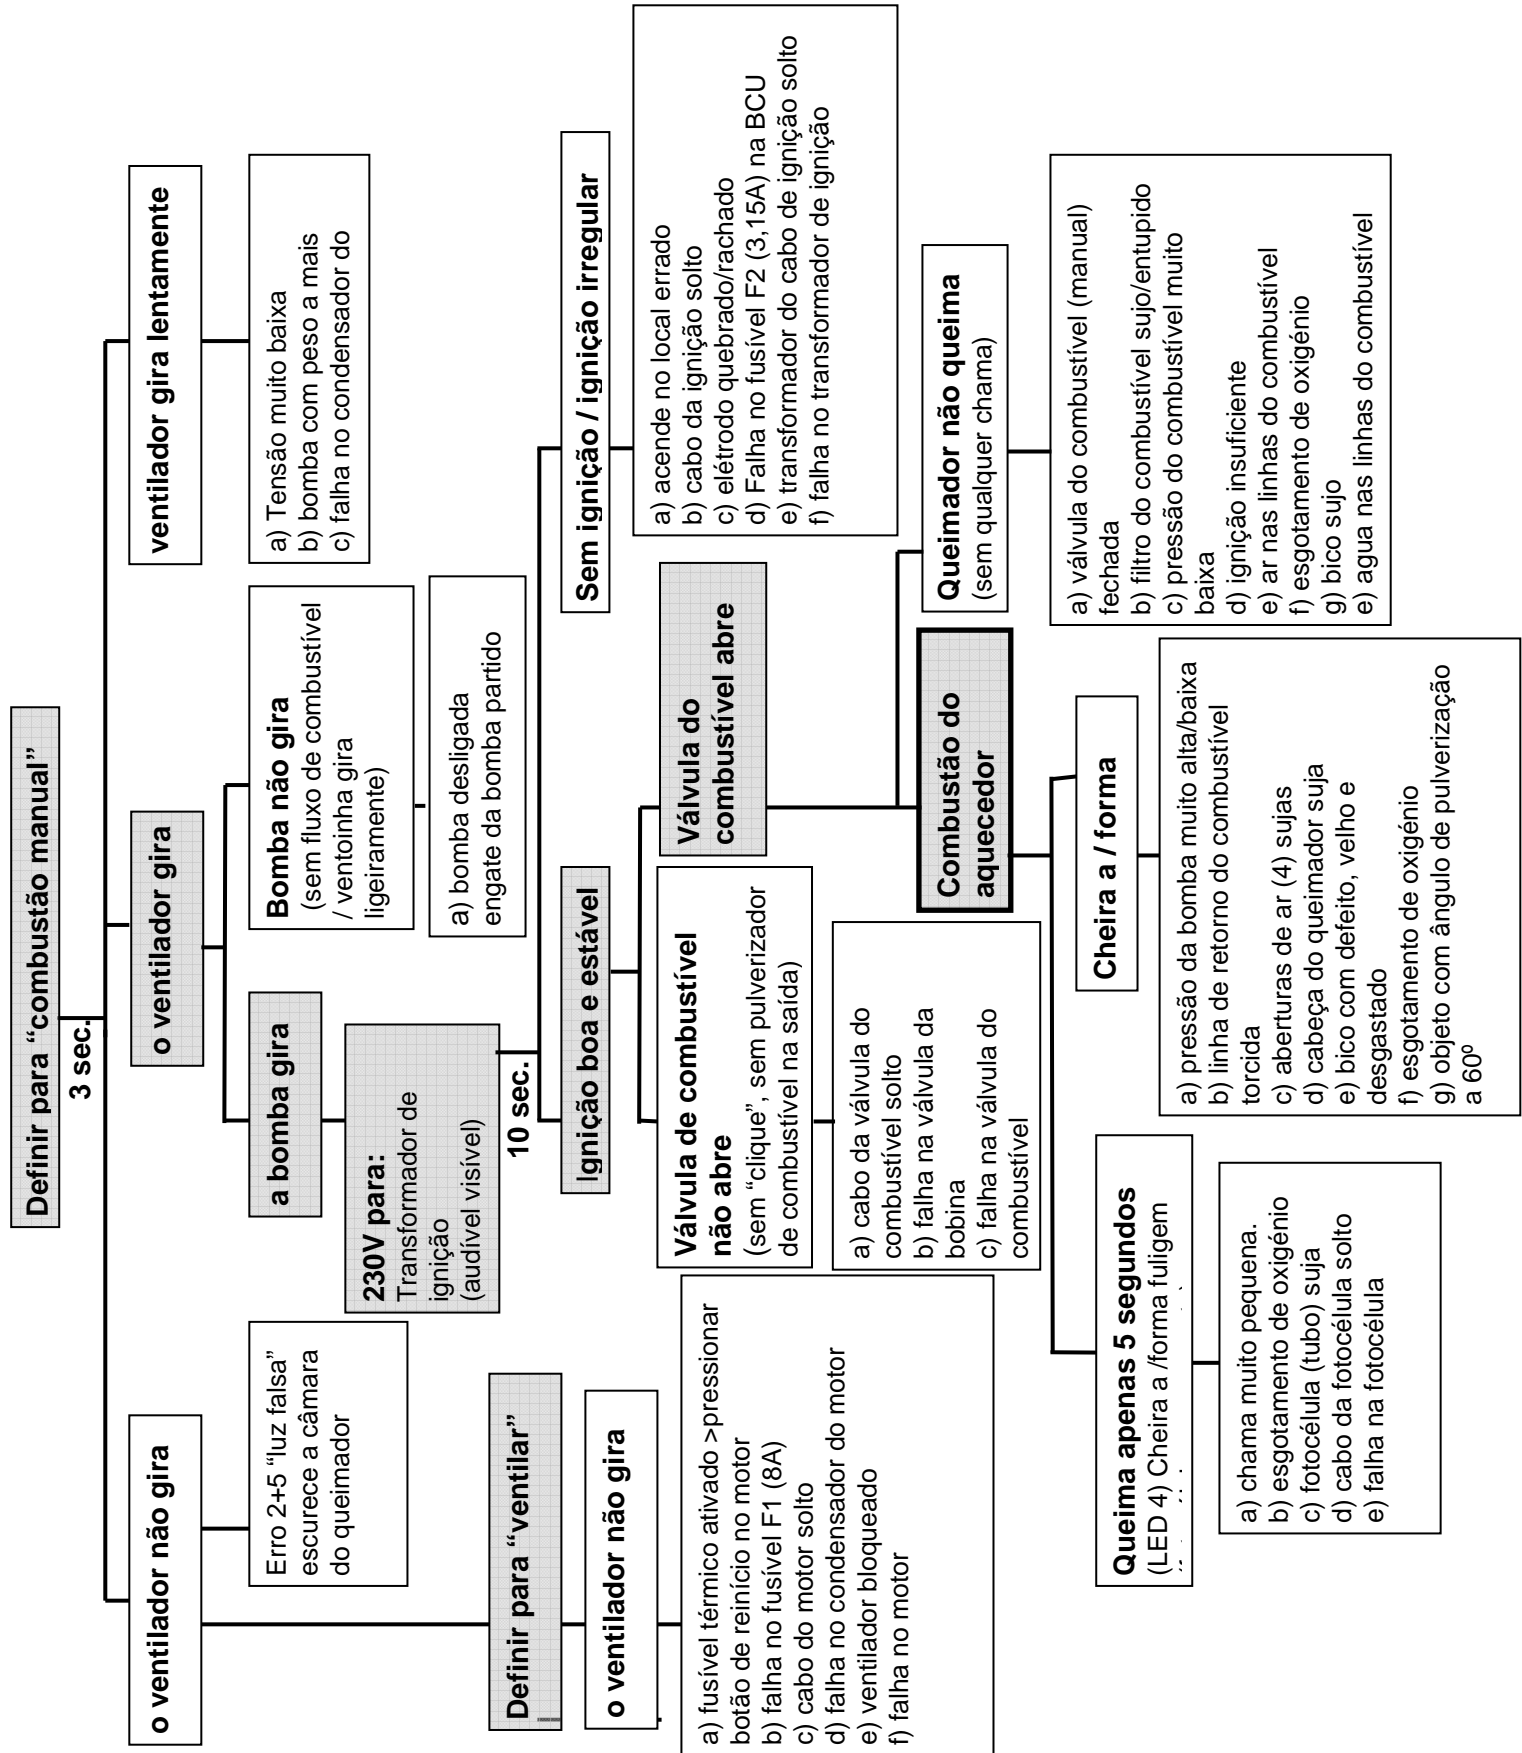 Definir para “combustão manual”
3 sec.
o ventilador não gira
o ventilador gira
ventilador gira lentamente
Erro 2+5 “luz falsa”
escurece a câmara
do queimador
a bomba gira
Bomba não gira
(sem fluxo de combustível
/ ventoinha gira
ligeiramente)
a) Tensão muito baixa
b) bomba com peso a mais
c) falha no condensador do
230V para:
Transformador de
ignição
(audível visível)
a) bomba desligada
engate da bomba partido
10 sec.
Definir para “ventilar”
Ignição boa e estável
Sem ignição / ignição irregular
o ventilador não gira
Válvula de combustível
não abre
(sem “clique”, sem pulverizador
de combustível na saída)
Válvula do
combustível abre
a) acende no local errado
b) cabo da ignição solto
c) elétrodo quebrado/rachado
d) Falha no fusível F2 (3,15A) na BCU
e) transformador do cabo de ignição solto
f) falha no transformador de ignição
a) fusível térmico ativado >pressionar
botão de reinício no motor
b) falha no fusível F1 (8A)
c) cabo do motor solto
d) falha no condensador do motor
e) ventilador bloqueado
f) falha no motor
a) cabo da válvula do
combustível solto
b) falha na válvula da
bobina
c) falha na válvula do
combustível
Combustão do
aquecedor
Queimador não queima
(sem qualquer chama)
Queima apenas 5 segundos
(LED 4) Cheira a /forma fuligem
Cheira a / forma
a) válvula do combustível (manual)
fechada
b) filtro do combustível sujo/entupido
c) pressão do combustível muito
baixa
d) ignição insuficiente
e) ar nas linhas do combustível
f) esgotamento de oxigénio
g) bico sujo
e) agua nas linhas do combustível
a) chama muito pequena.
b) esgotamento de oxigénio
c) fotocélula (tubo) suja
d) cabo da fotocélula solto
e) falha na fotocélula
a) pressão da bomba muito alta/baixa
b) linha de retorno do combustível
torcida
c) aberturas de ar (4) sujas
d) cabeça do queimador suja
e) bico com defeito, velho e
desgastado
f) esgotamento de oxigénio
g) objeto com ângulo de pulverização
a 60º